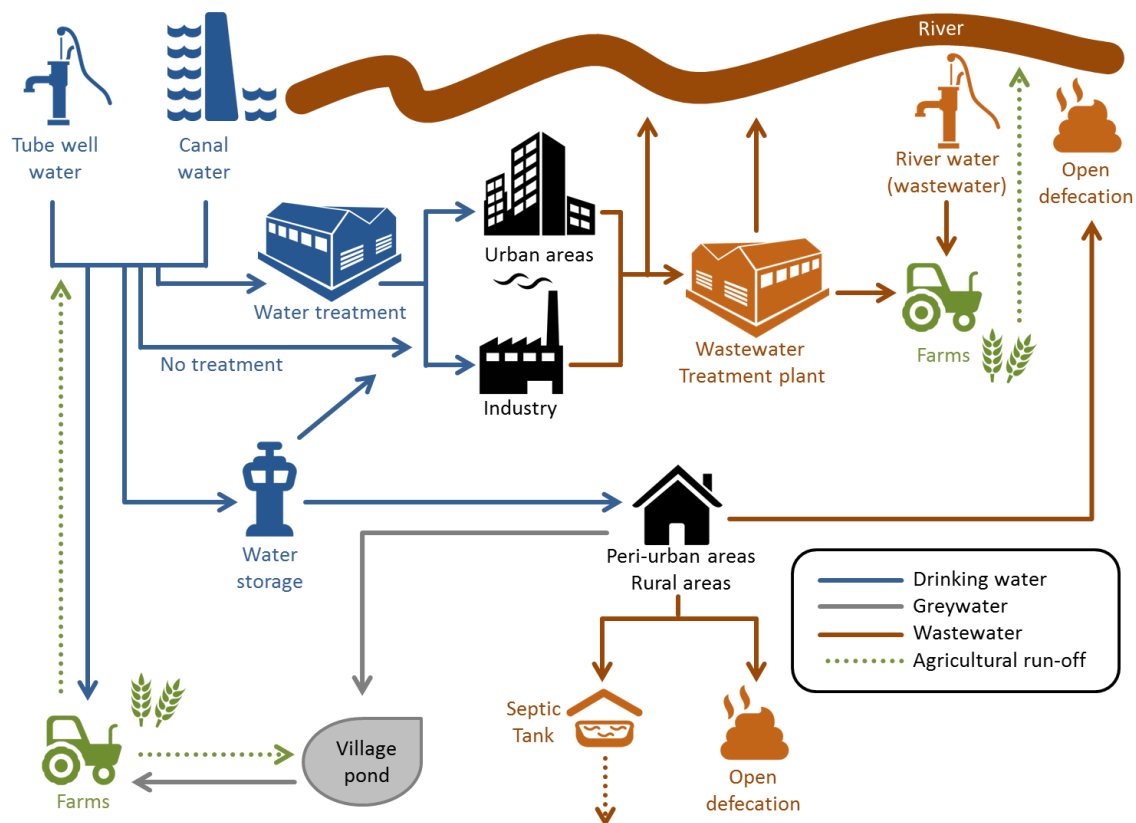 River
Tube well
water
Canal
water
River water
(wastewater)
Open
defecation
Urban areas
Water treatment
No treatment
Industry
Wastewater
Treatment plant
Farms
Water
storage
Peri-urban areas
Rural areas
Drinking water
Greywater
Wastewater
Agricultural run-off
Septic
Tank
Open
defecation
Village
pond
Farms